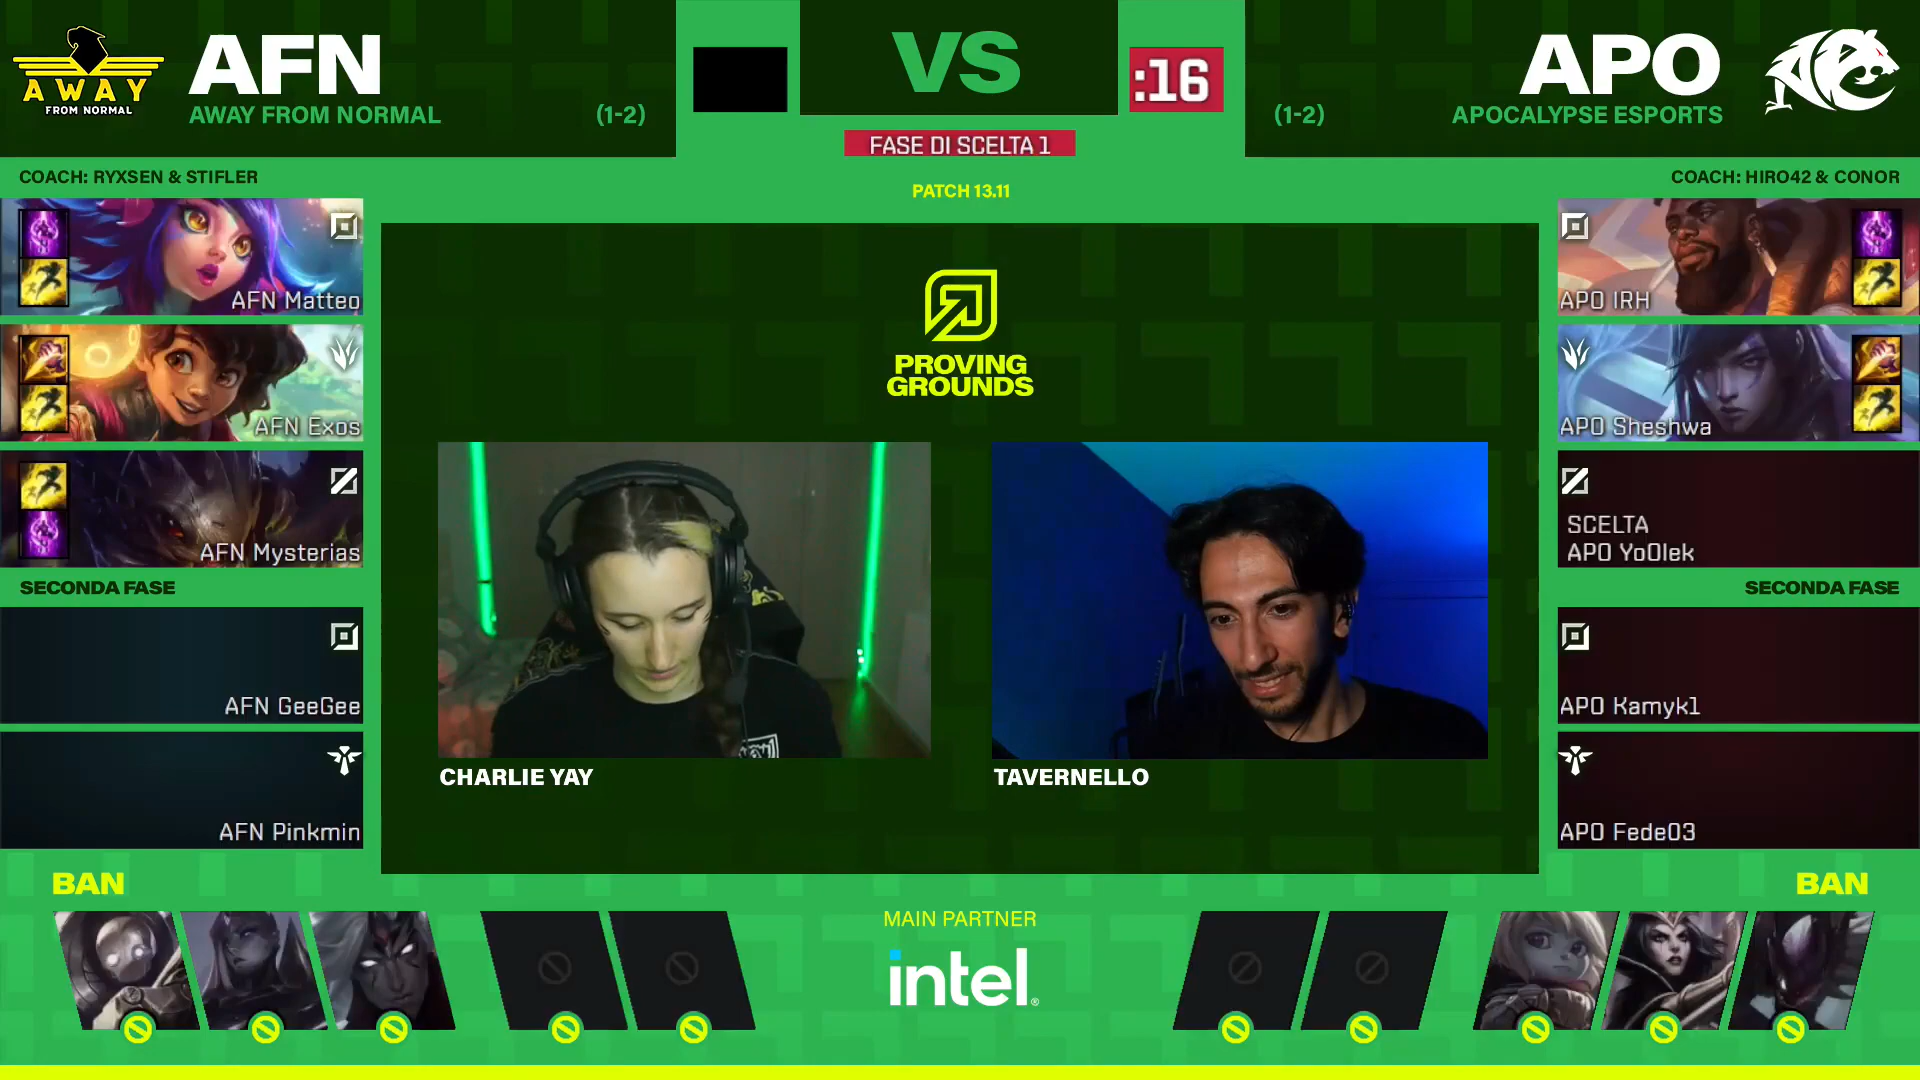 AWAY
FROM NORMAL
AFN
AWAY FROM NORMAL
(1-2)
VS
:16
FASE DI SCELTA 1
PATCH 13.11
(1-2)
APO
APOCALYPSE ESPORTS
COACH: RYXSEN & STIFLER
COACH: HIRO42 & CONOR
AFN Matteo
AFN Exos
AFN Mysterias
SECONDA FASE
AFN GeeGee
AFN Pinkmin
PROVING
GROUNDS
CHARLIE YAY
TAVERNELLO
APO IRH
APO Sheshwa
SCELTA
APO Yo0lek
SECONDA FASE
APO Kamyk1
APO Fede03
BAN
BAN
MAIN PARTNER
intel